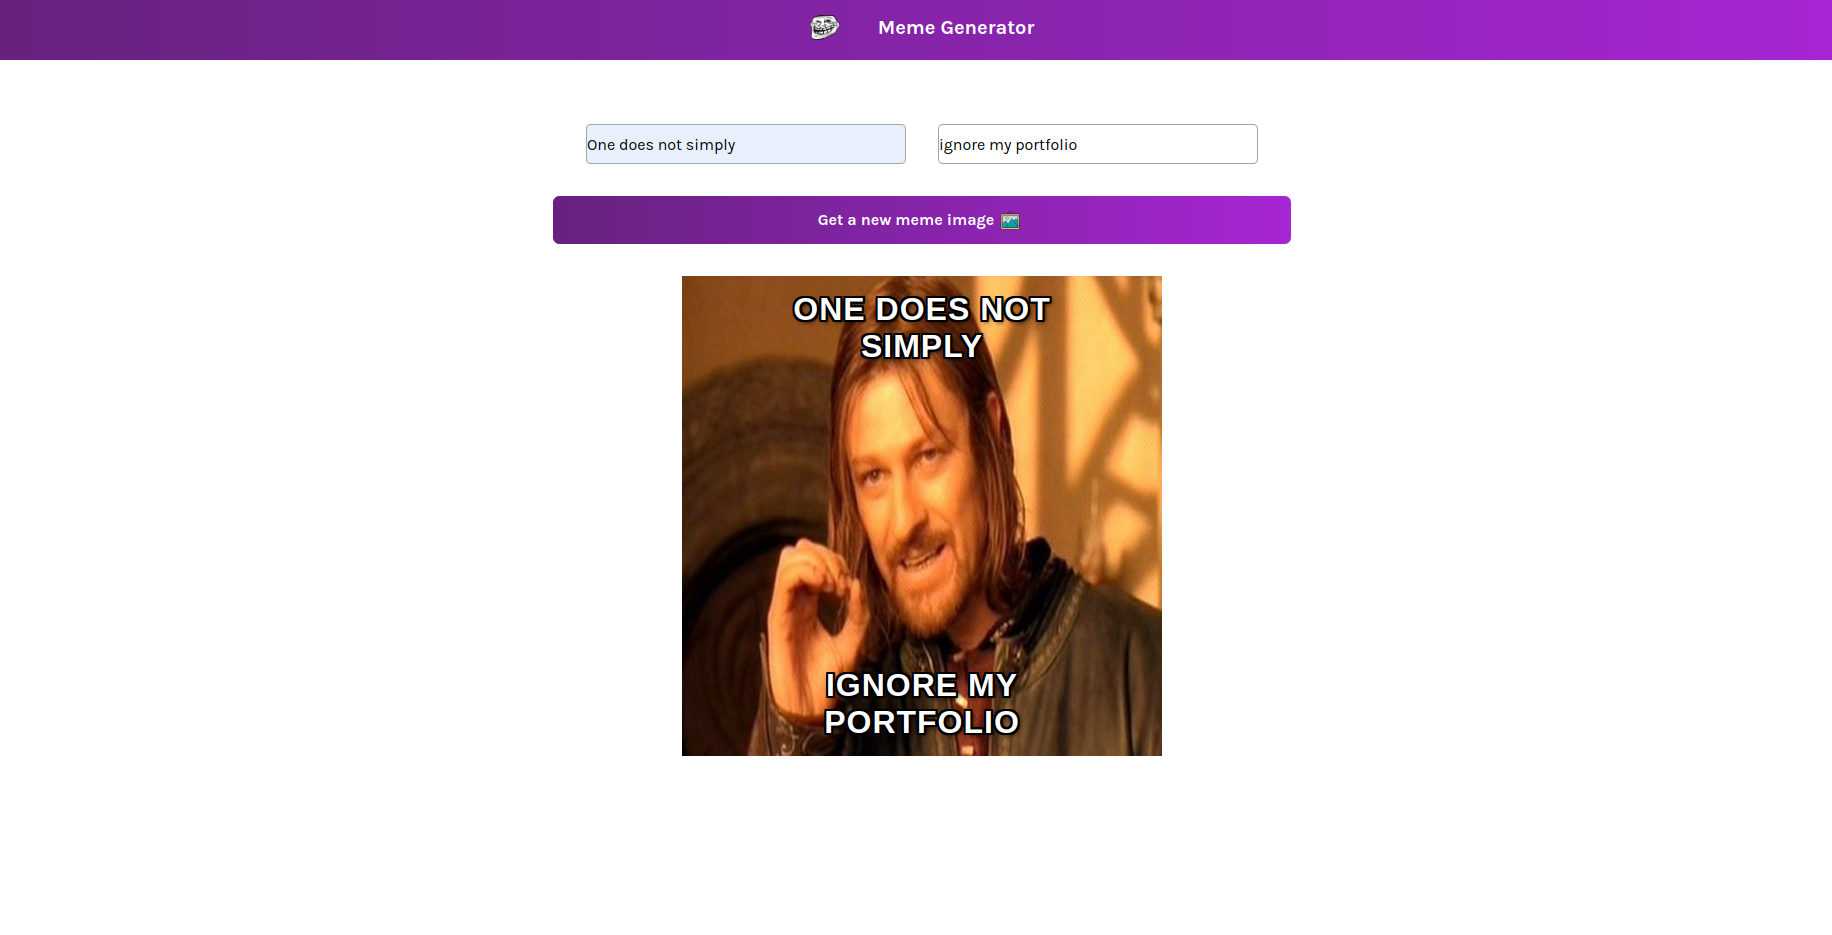 Meme Generator
One does not simply
ignore my portfolio
Get a new meme image
ONE DOES NOT
SIMPLY
IGNORE MY
PORTFOLIO